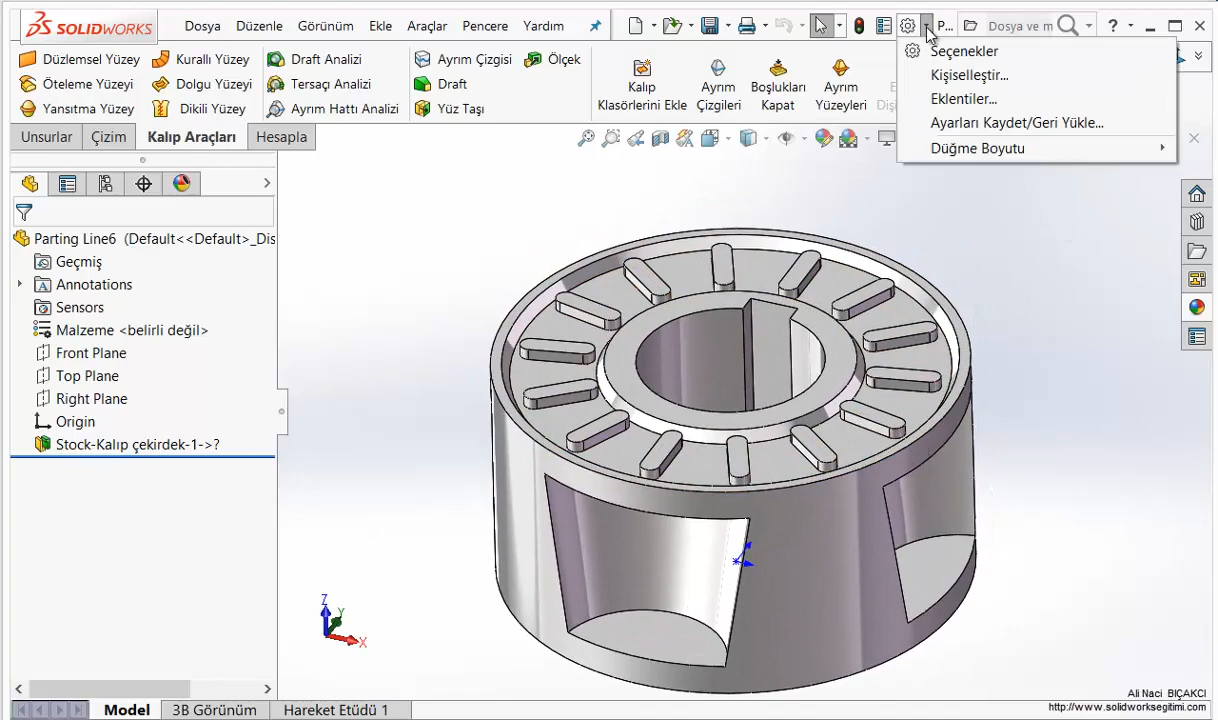 SOLIDWORKS
Dosya
Düzenle
Görünüm
Ekle
Araçlar
Pencere
Yardım
P...
Dosya ve m
?
Düzlemsel Yüzey
Kurallı Yüzey
Draft Analizi
Ayrım Çizgisi
Ölçek
Öteleme Yüzeyi
Dolgu Yüzeyi
Tersaçı Analizi
Draft
Yansıtma Yüzey
Dikili Yüzey
Ayrım Hattı Analizi
Yüz Taşı
Kalıp
Klasörlerini Ekle
Ayrım
Çizgileri
Boşlukları
Kapat
Ayrım
Yüzeyleri
Seçenekler
Kişiselleştir...
Eklentiler...
Ayarları Kaydet/Geri Yükle...
Düğme Boyutu
Unsurlar
Çizim
Kalıp Araçları
Hesapla
Parting Line6 (Default<<Default>_Dis
Geçmiş
Annotations
Sensors
Malzeme <belirli değil>
Front Plane
Top Plane
Right Plane
Origin
Stock-Kalıp çekirdek-1->?
Z
Y
X
Model
3B Görünüm
Hareket Etüdü 1
Ali Naci BIÇAKCI
http://www.solidworksegitimi.com